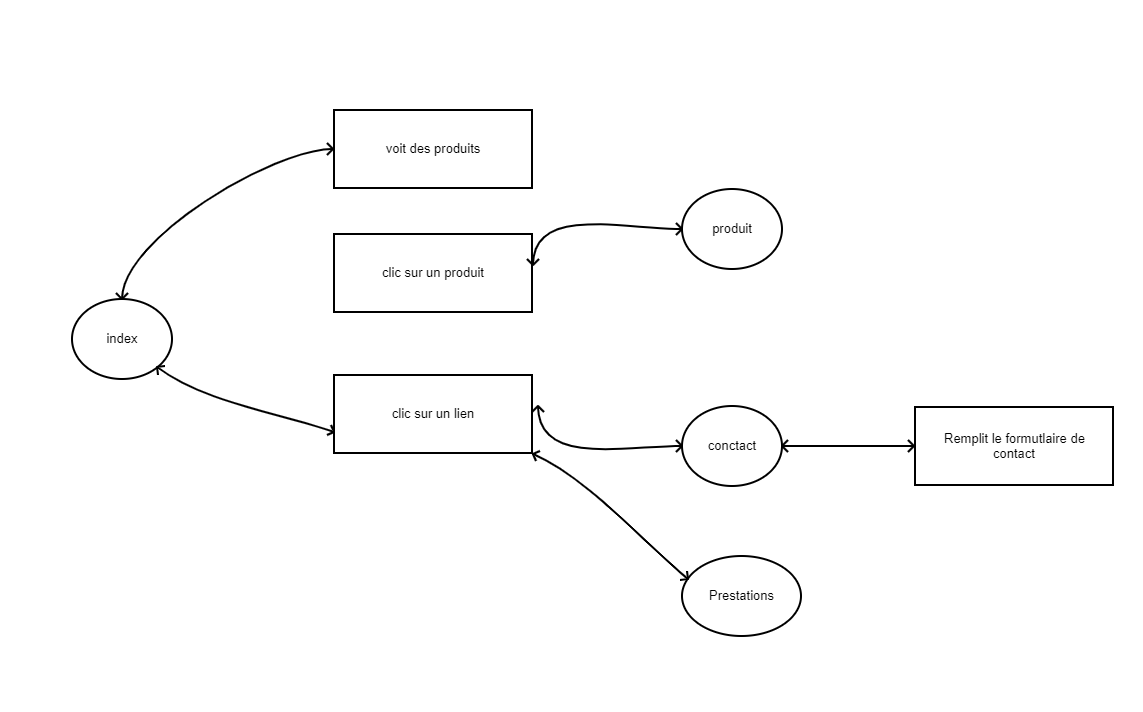 voit des produits
produit
clic sur un produit
index
clic sur un lien
conctact
Remplit le formutlaire de
contact
Prestations